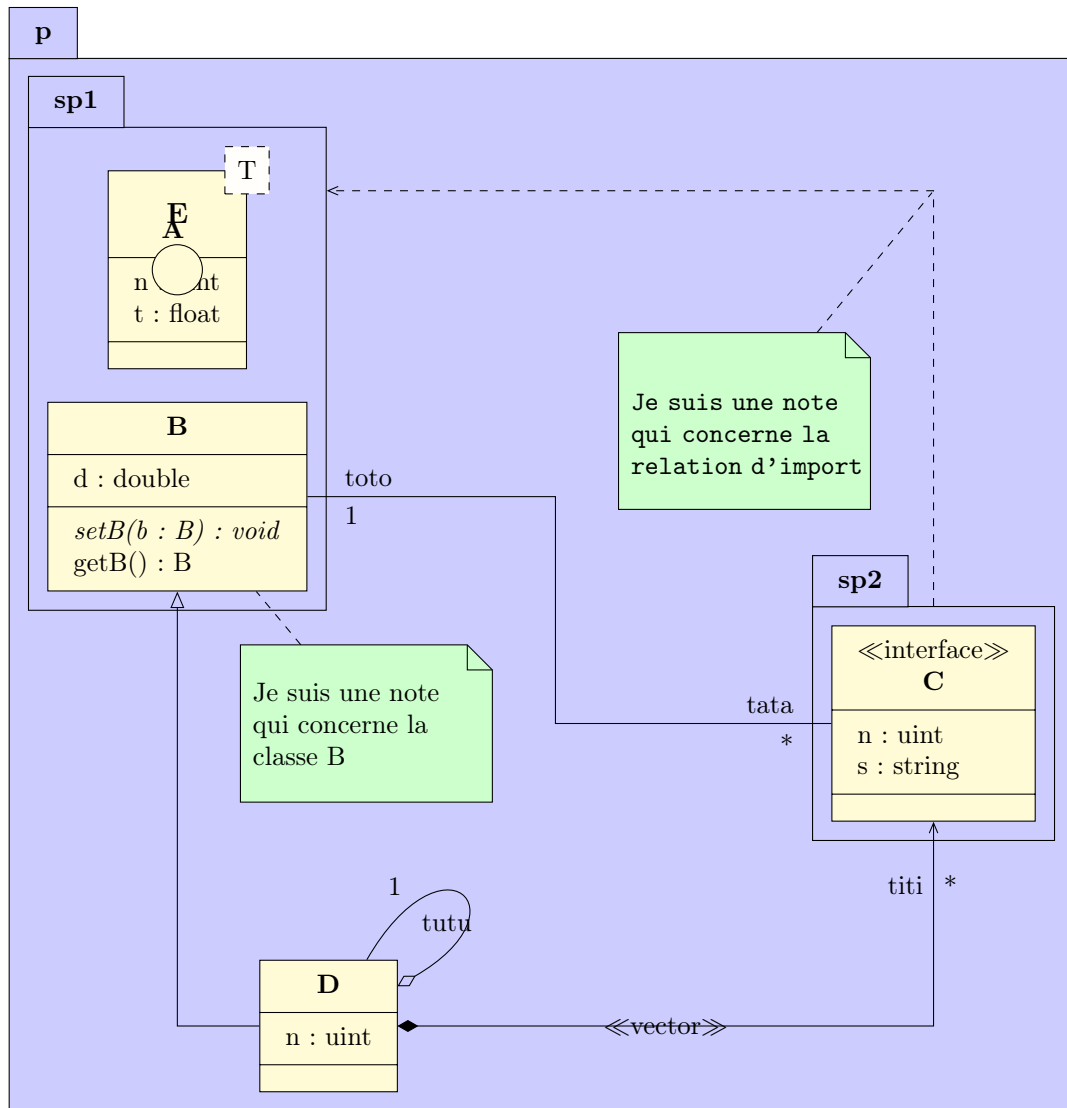 p
sp1
T
E
A
t : float
B
d : double
setB(b : B) : void
getB() : B
toto
1
Je suis une note
qui concerne la
relation d'import
Je suis une note
qui concerne la
classe B
sp2
≪interface≫
C
n : uint
s : string
tata
*
titi
*
1
tutu
D
n : uint
≪vector≫